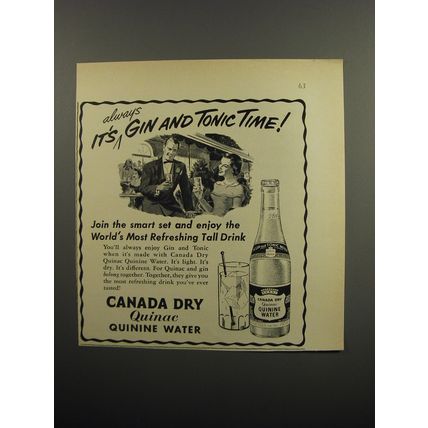 63
IT'S always GIN AND TONIC TIME!
Join the smart set and enjoy the
World's Most Refreshing Tall Drink
You'll always enjoy Gin and Tonic
when it's made with Canada Dry
Quinac Quinine Water. It's light. It's
dry. It's different. For Quinac and gin
belong together. Together, they give you
the most refreshing drink you've ever
tasted!
CANADA DRY
Quinac
QUININE WATER
CANADA DRY
Quinac
QUININE
WATER